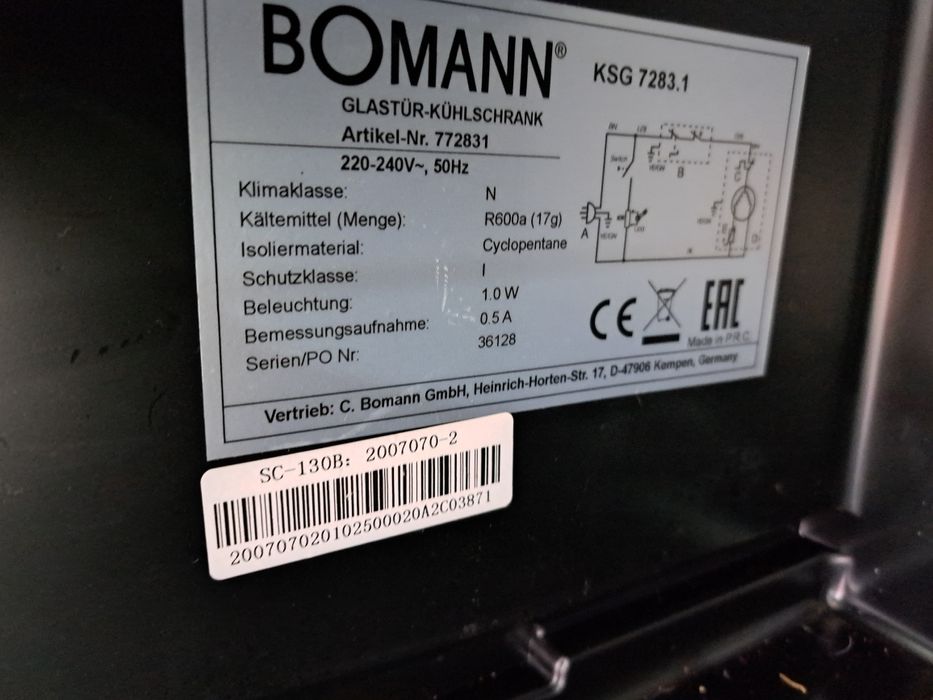 BOMANN®
KSG 7283.1
GLASTÜR-KÜHLSCHRANK
Artikel-Nr. 772831
220-240V~, 50Hz
Klimaklasse: N
Kältemittel (Menge): R600a (17g)
Isoliermaterial: Cyclopentane
Schutzklasse: I
Beleuchtung: 1.0 W
Bemessungsaufnahme: 0.5 A
Serien/PO Nr: 36128
Switch
A
B
CE
EAC
Made in P.R.C.
Vertrieb: C. Bomann GmbH, Heinrich-Horten-Str. 17, D-47906 Kempen, Germany
SC-130B: 2007070-2
200707020102500020A2C03871